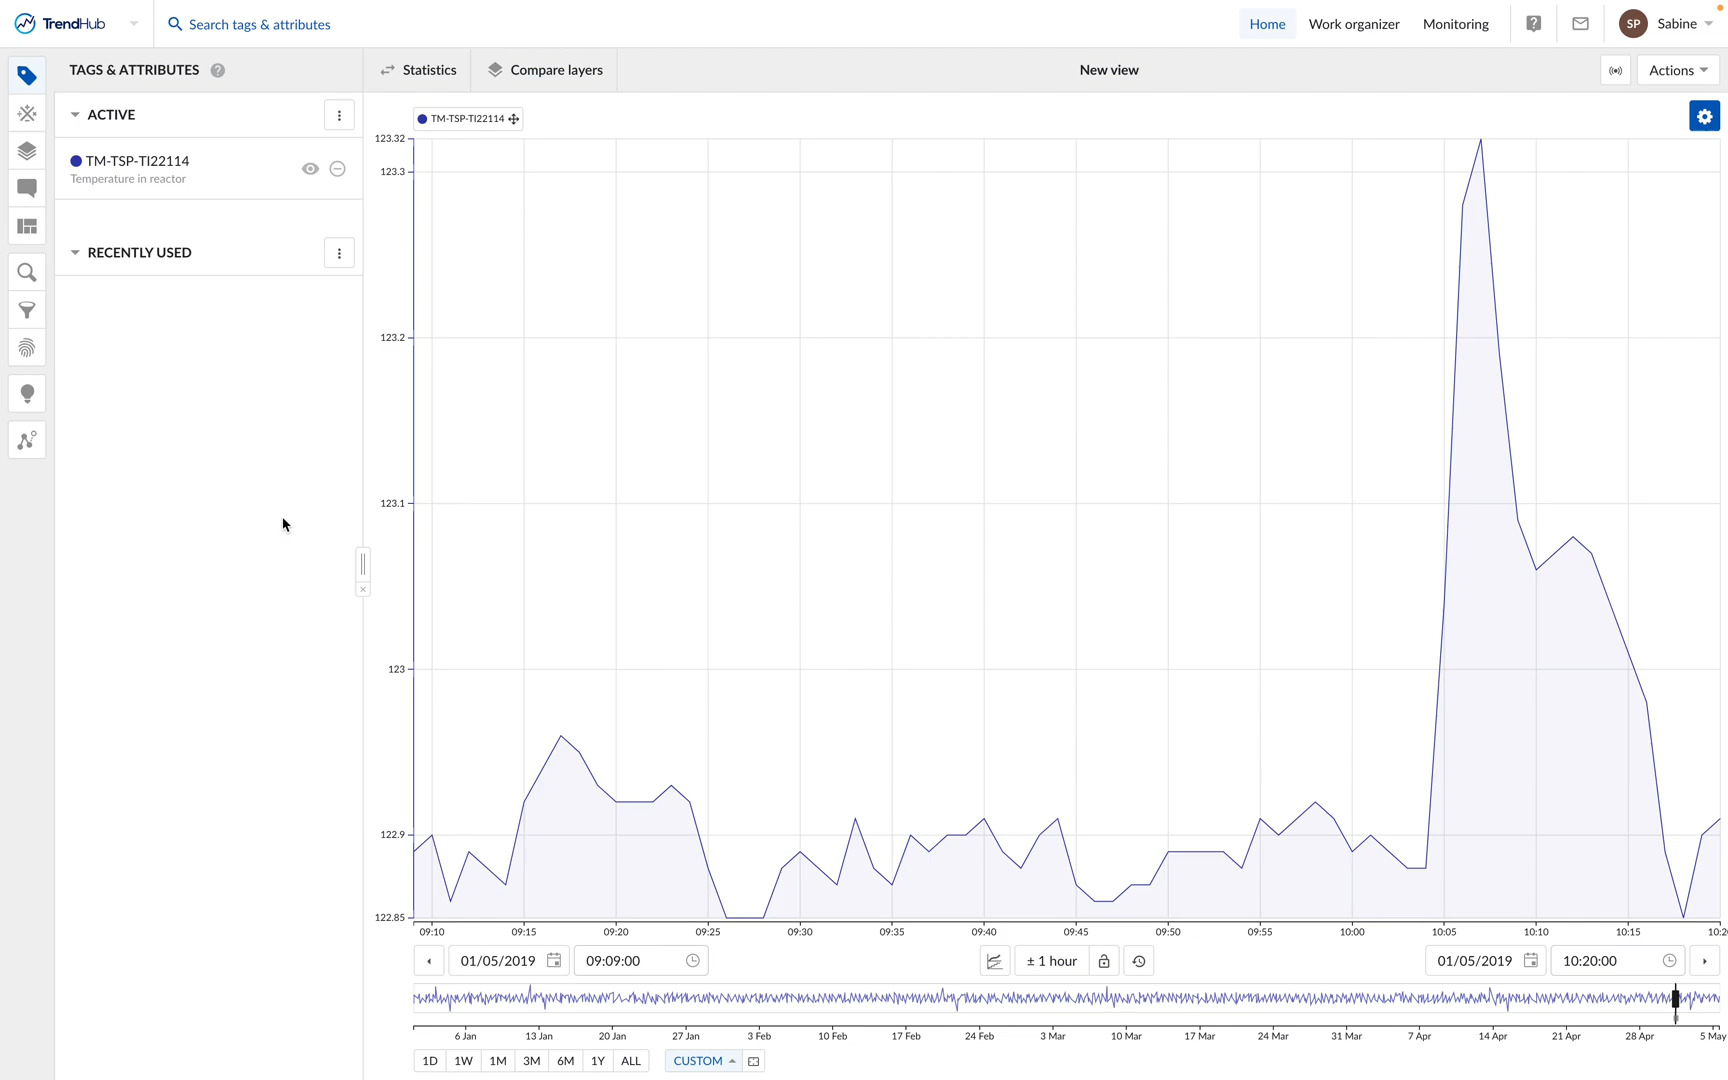 TrendHub
Search tags & attributes
Home
Work organizer
Monitoring
SP
Sabine
TAGS & ATTRIBUTES
Statistics
Compare layers
New view
Actions
ACTIVE
TM-TSP-TI22114
Temperature in reactor
RECENTLY USED
TM-TSP-TI22114
123.32
123.3
123.2
123.1
123
122.9
122.85
09:10 09:15 09:20 09:25 09:30 09:35 09:40 09:45 09:50 09:55 10:00 10:05 10:10 10:15 10:20
01/05/2019
09:09:00
± 1 hour
01/05/2019
10:20:00
6 Jan 13 Jan 20 Jan 27 Jan 3 Feb 10 Feb 17 Feb 24 Feb 3 Mar 10 Mar 17 Mar 24 Mar 31 Mar 7 Apr 14 Apr 21 Apr 28 Apr 5 May
1D 1W 1M 3M 6M 1Y ALL CUSTOM